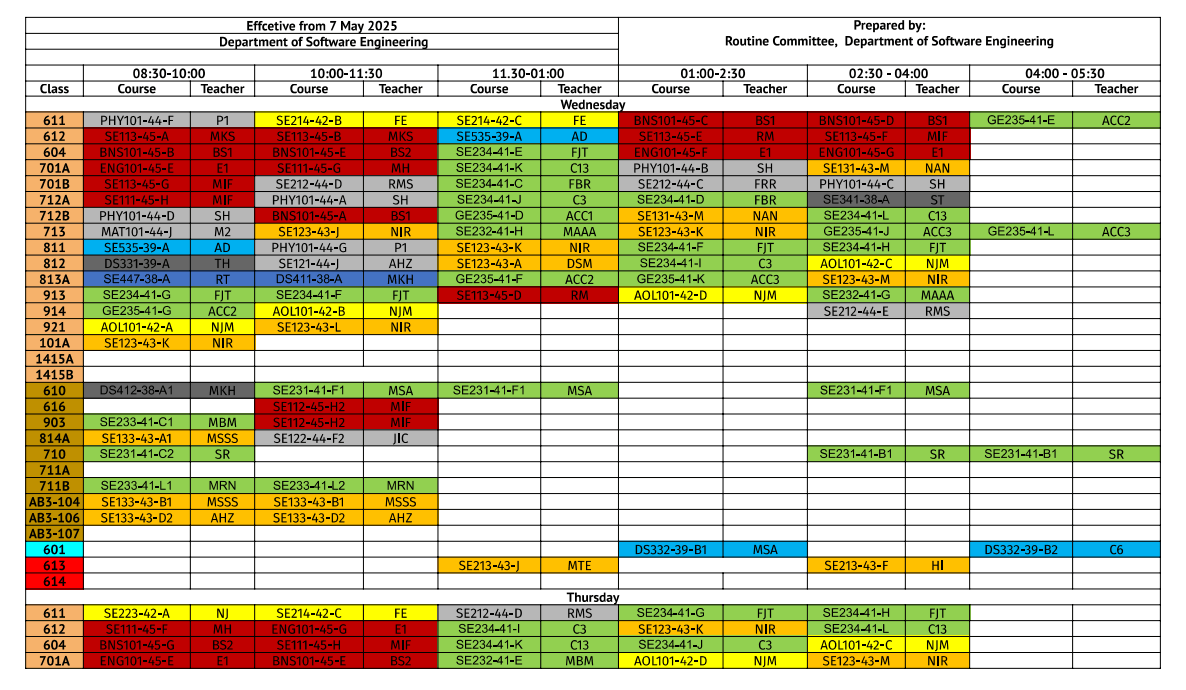 Effcetive from 7 May 2025 Prepared by:
Department of Software Engineering Routine Committee, Department of Software Engineering
08:30-10:00 10:00-11:30 11.30-01:00 01:00-2:30 02:30 - 04:00 04:00 - 05:30
Class Course Teacher Course Teacher Course Teacher Course Teacher Course Teacher Course Teacher
Wednesday
611 PHY101-44-F P1 SE214-42-B FE SE214-42-C FE BNS101-45-C BS1 BNS101-45-D BS1 GE235-41-E ACC2
612 SE113-45-A MKS SE113-45-B MKS SE535-39-A AD SE113-45-E RM SE113-45-F MIF
604 BNS101-45-B BS1 BNS101-45-E BS2 SE234-41-E FJT ENG101-45-F E1 ENG101-45-G E1
701A ENG101-45-E E1 SE111-45-G MH SE234-41-K C13 PHY101-44-B SH SE131-43-M NAN
701B SE113-45-G MIF SE212-44-D RMS SE234-41-C FBR SE212-44-C FRR PHY101-44-C SH
712A SE111-45-H MIF PHY101-44-A SH SE234-41-J C3 SE234-41-D FBR SE341-38-A ST
712B PHY101-44-D SH BNS101-45-A BS1 GE235-41-D ACC1 SE131-43-M NAN SE234-41-L C13
713 MAT101-44-J M2 SE123-43-J NIR SE232-41-H MAAA SE123-43-K NIR GE235-41-J ACC3 GE235-41-L ACC3
811 SE535-39-A AD PHY101-44-G P1 SE123-43-K NIR SE234-41-F FJT SE234-41-H FJT
812 DS331-39-A TH SE121-44-J AHZ SE123-43-A DSM SE234-41-I C3 AOL101-42-C NJM
813A SE447-38-A RT DS411-38-A MKH GE235-41-F ACC2 GE235-41-K ACC3 SE123-43-M NIR
913 SE234-41-G FJT SE234-41-F FJT SE113-45-D RM AOL101-42-D NJM SE232-41-G MAAA
914 GE235-41-G ACC2 AOL101-42-B NJM SE212-44-E RMS
921 AOL101-42-A NJM SE123-43-L NIR
101A SE123-43-K NIR
1415A
1415B
610 DS412-38-A1 MKH SE231-41-F1 MSA SE231-41-F1 MSA SE231-41-F1 MSA
616 SE112-45-H2 MIF
903 SE233-41-C1 MBM SE112-45-H2 MIF
814A SE133-43-A1 MSSS SE122-44-F2 JIC
710 SE231-41-C2 SR SE231-41-B1 SR SE231-41-B1 SR
711A
711B SE233-41-L1 MRN SE233-41-L2 MRN
AB3-104 SE133-43-B1 MSSS SE133-43-B1 MSSS
AB3-106 SE133-43-D2 AHZ SE133-43-D2 AHZ
AB3-107
601 DS332-39-B1 MSA DS332-39-B2 C6
613 SE213-43-J MTE SE213-43-F HI
614
Thursday
611 SE223-42-A NJ SE214-42-C FE SE212-44-D RMS SE234-41-G FJT SE234-41-H FJT
612 SE111-45-F MH ENG101-45-G E1 SE234-41-I C3 SE123-43-K NIR SE234-41-L C13
604 BNS101-45-G BS2 SE111-45-H MIF SE234-41-K C13 SE234-41-J C3 AOL101-42-C NJM
701A ENG101-45-E E1 BNS101-45-E BS2 SE232-41-E MBM AOL101-42-D NJM SE123-43-M NIR